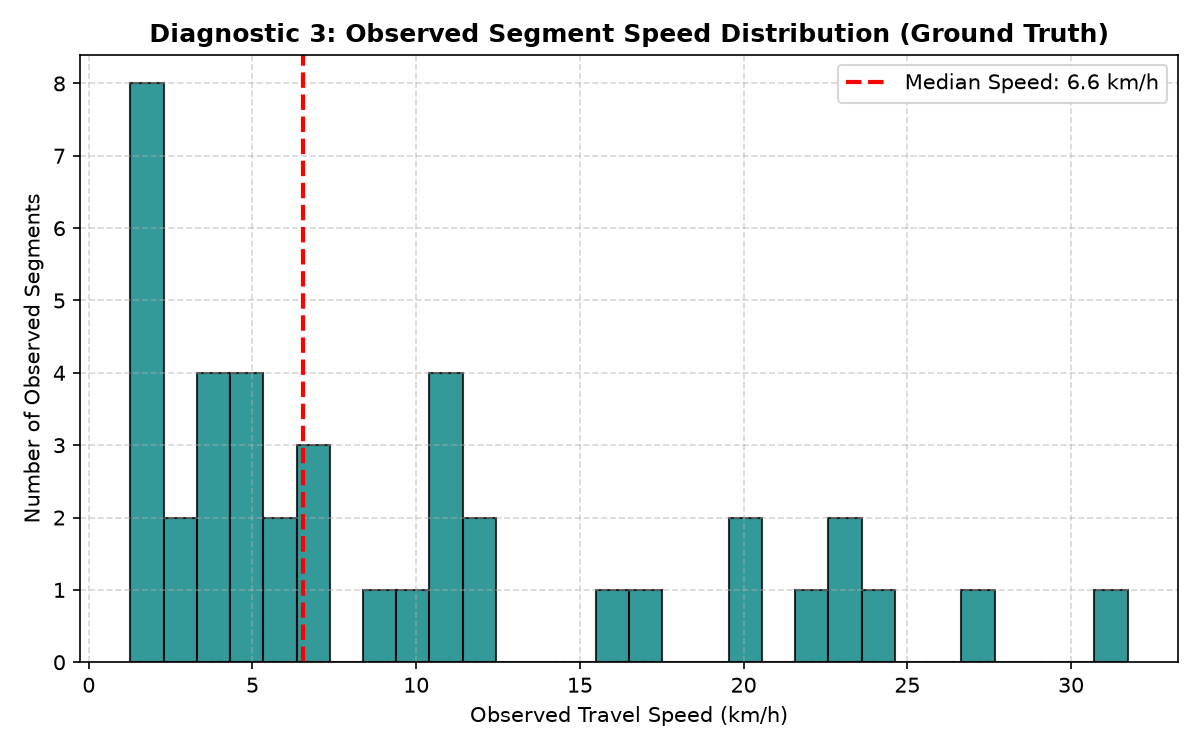 Diagnostic 3: Observed Segment Speed Distribution (Ground Truth)
Median Speed: 6.6 km/h
Number of Observed Segments
8
7
6
5
4
3
2
1
0
0 5 10 15 20 25 30
Observed Travel Speed (km/h)